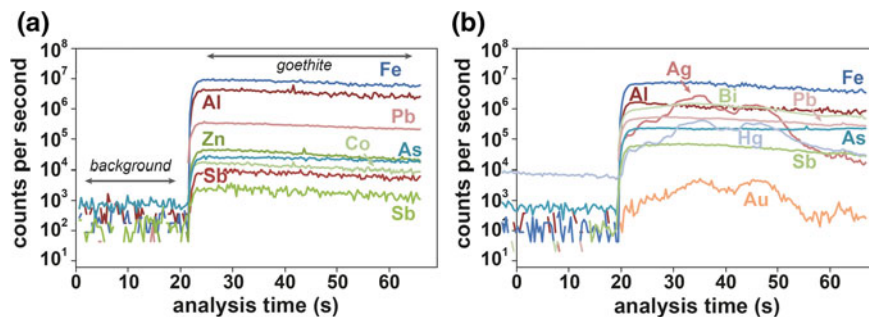 (a)
counts per second
10⁸
10⁷
10⁶
10⁵
10⁴
10³
10²
10¹
goethite
Fe
Al
Pb
Zn
Co
As
background
Sb
Sb
0 10 20 30 40 50 60
analysis time (s)
(b)
counts per second
10⁸
10⁷
10⁶
10⁵
10⁴
10³
10²
10¹
Ag
Fe
Al
Bi
Pb
As
Hg
Sb
Au
0 10 20 30 40 50 60
analysis time (s)